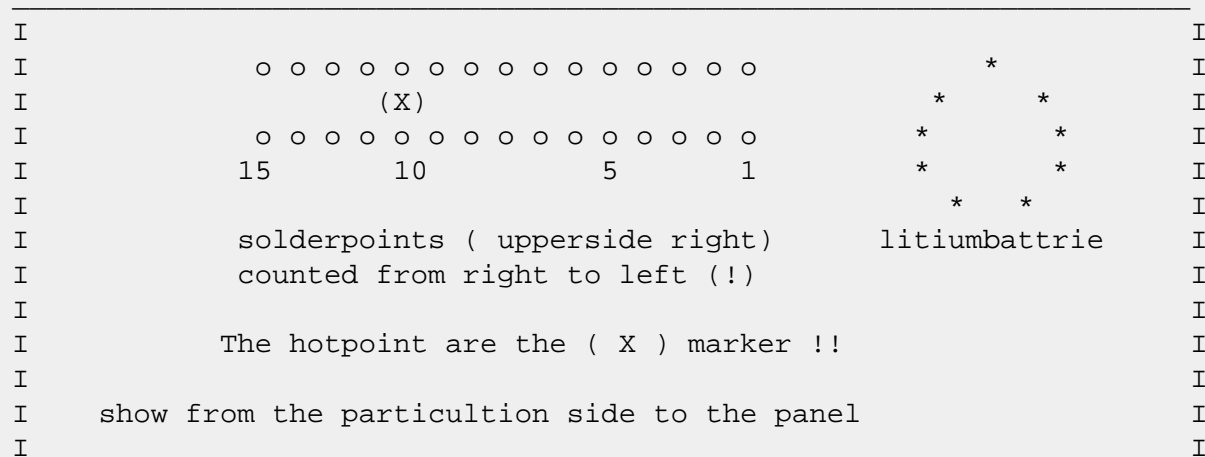 ________________________________________________________________________
I                                                                    I
I             o o o o o o o o o o o o o o o             *            I
I                    (X)                             *     *         I
I             o o o o o o o o o o o o o o o         *       *        I
I            15       10          5       1         *       *        I
I                                                     *   *          I
I            solderpoints ( upperside right)      litiumbattrie      I
I            counted from right to left (!)                          I
I                                                                    I
I           The hotpoint are the ( X ) marker !!                     I
I                                                                    I
I    show from the particultion side to the panel                    I
I                                                                    I